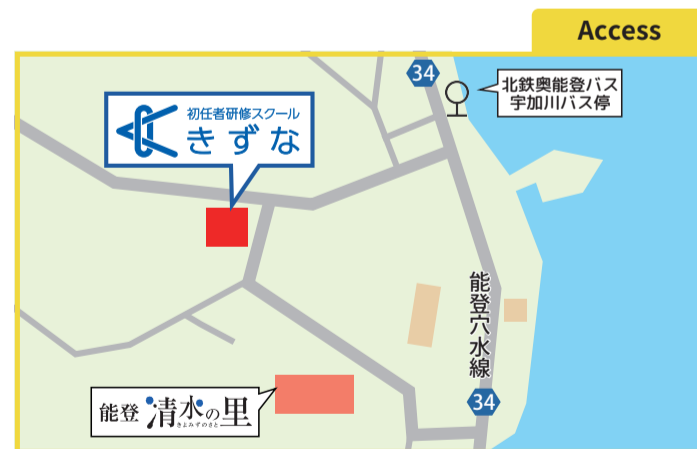 Access
34
北鉄奥能登バス
宇加川バス停
初任者研修スクール
きずな
能登穴水線
34
能登 清水の里
きよみずのさと